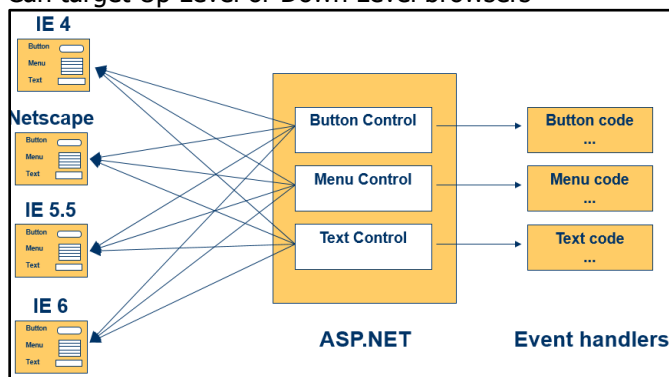 Can target Up-Level or Down-Level browsers
IE 4
Button
Menu
Text
Netscape
Button
Menu
Text
IE 5.5
Button
Menu
Text
IE 6
Button
Menu
Text
Button Control
Menu Control
Text Control
ASP.NET
Button code
...
Menu code
...
Text code
...
Event handlers